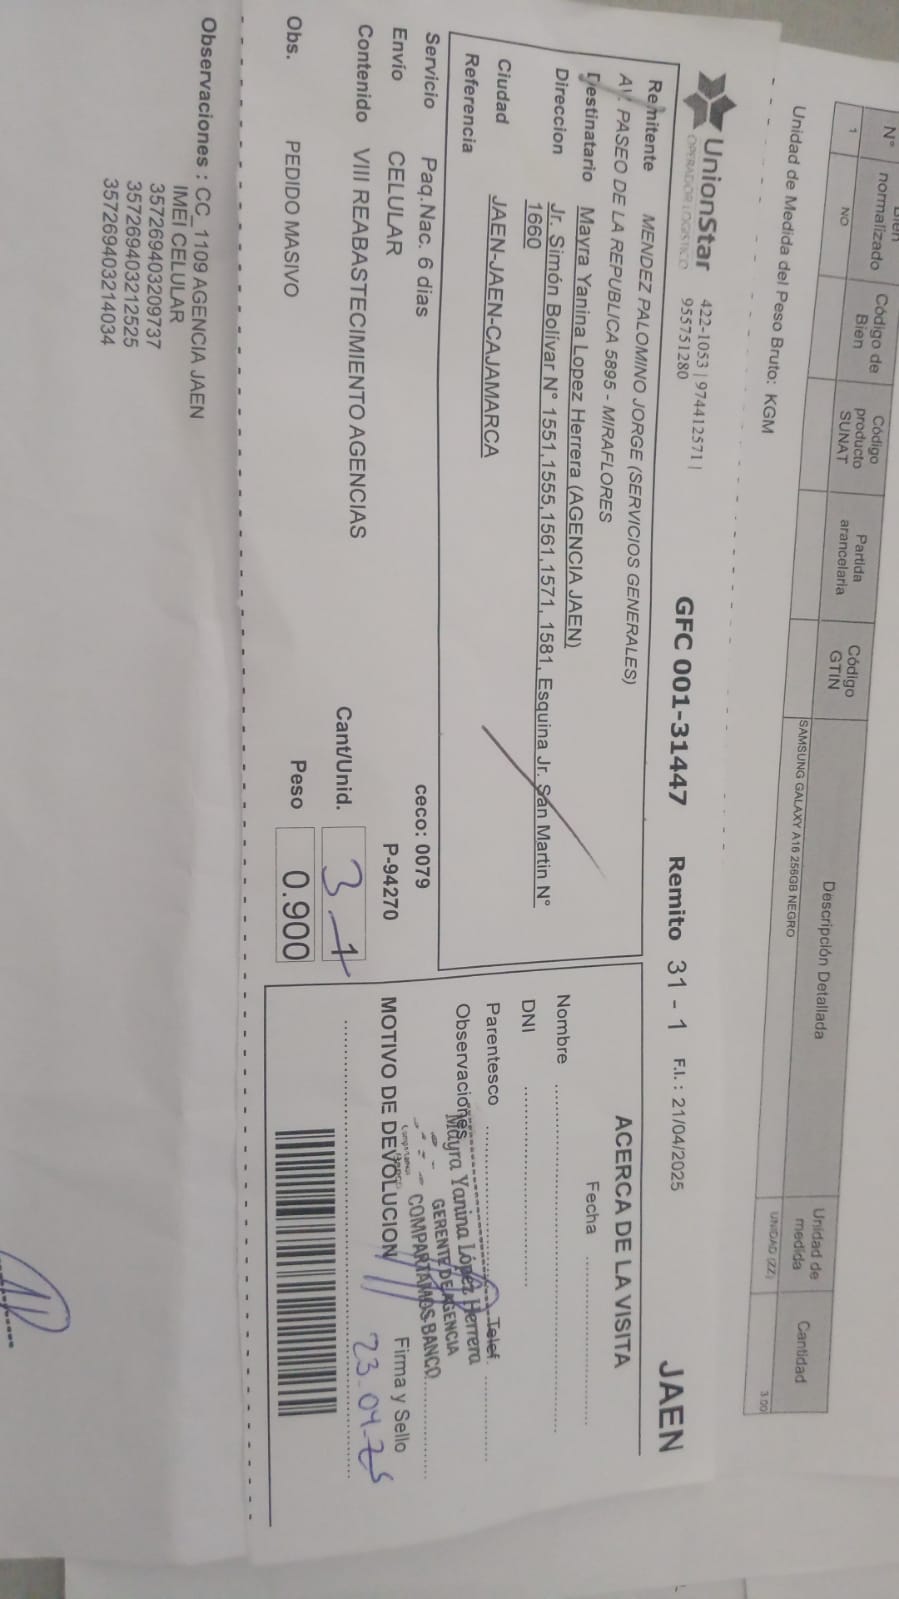 Bien
N° normalizado Código de Bien Código producto SUNAT Partida arancelaria Código GTIN Descripción Detallada Unidad de medida Cantidad
1 NO SAMSUNG GALAXY A16 256GB NEGRO UNIDAD (ZZ) 3.00
Unidad de Medida del Peso Bruto: KGM
UnionStar
OPERADOR LOGISTICO
422-1053 | 974412571 |
955751280
GFC 001-31447 Remito 31 - 1 F.I. : 21/04/2025 JAEN
Remitente MENDEZ PALOMINO JORGE (SERVICIOS GENERALES)
AV. PASEO DE LA REPUBLICA 5895 - MIRAFLORES
Destinatario Mayra Yanina Lopez Herrera (AGENCIA JAEN)
Direccion Jr. Simón Bolívar N° 1551,1555,1561,1571, 1581, Esquina Jr. San Martin N°
1660
Ciudad JAEN-JAEN-CAJAMARCA
Referencia
Servicio Paq.Nac. 6 dias ceco: 0079
Envio CELULAR P-94270
Contenido VIII REABASTECIMIENTO AGENCIAS Cant/Unid. 3 1
Obs. PEDIDO MASIVO Peso 0.900
ACERCA DE LA VISITA
Fecha
Nombre
DNI
Parentesco Telef.
Observaciones
Mayra Yanina López Herrera
GERENTE DE AGENCIA
COMPARTAMOS BANCO
MOTIVO DE DEVOLUCION Firma y Sello
23-04-25
Observaciones : CC_1109 AGENCIA JAEN
IMEI CELULAR
357269403209737
357269403212525
357269403214034